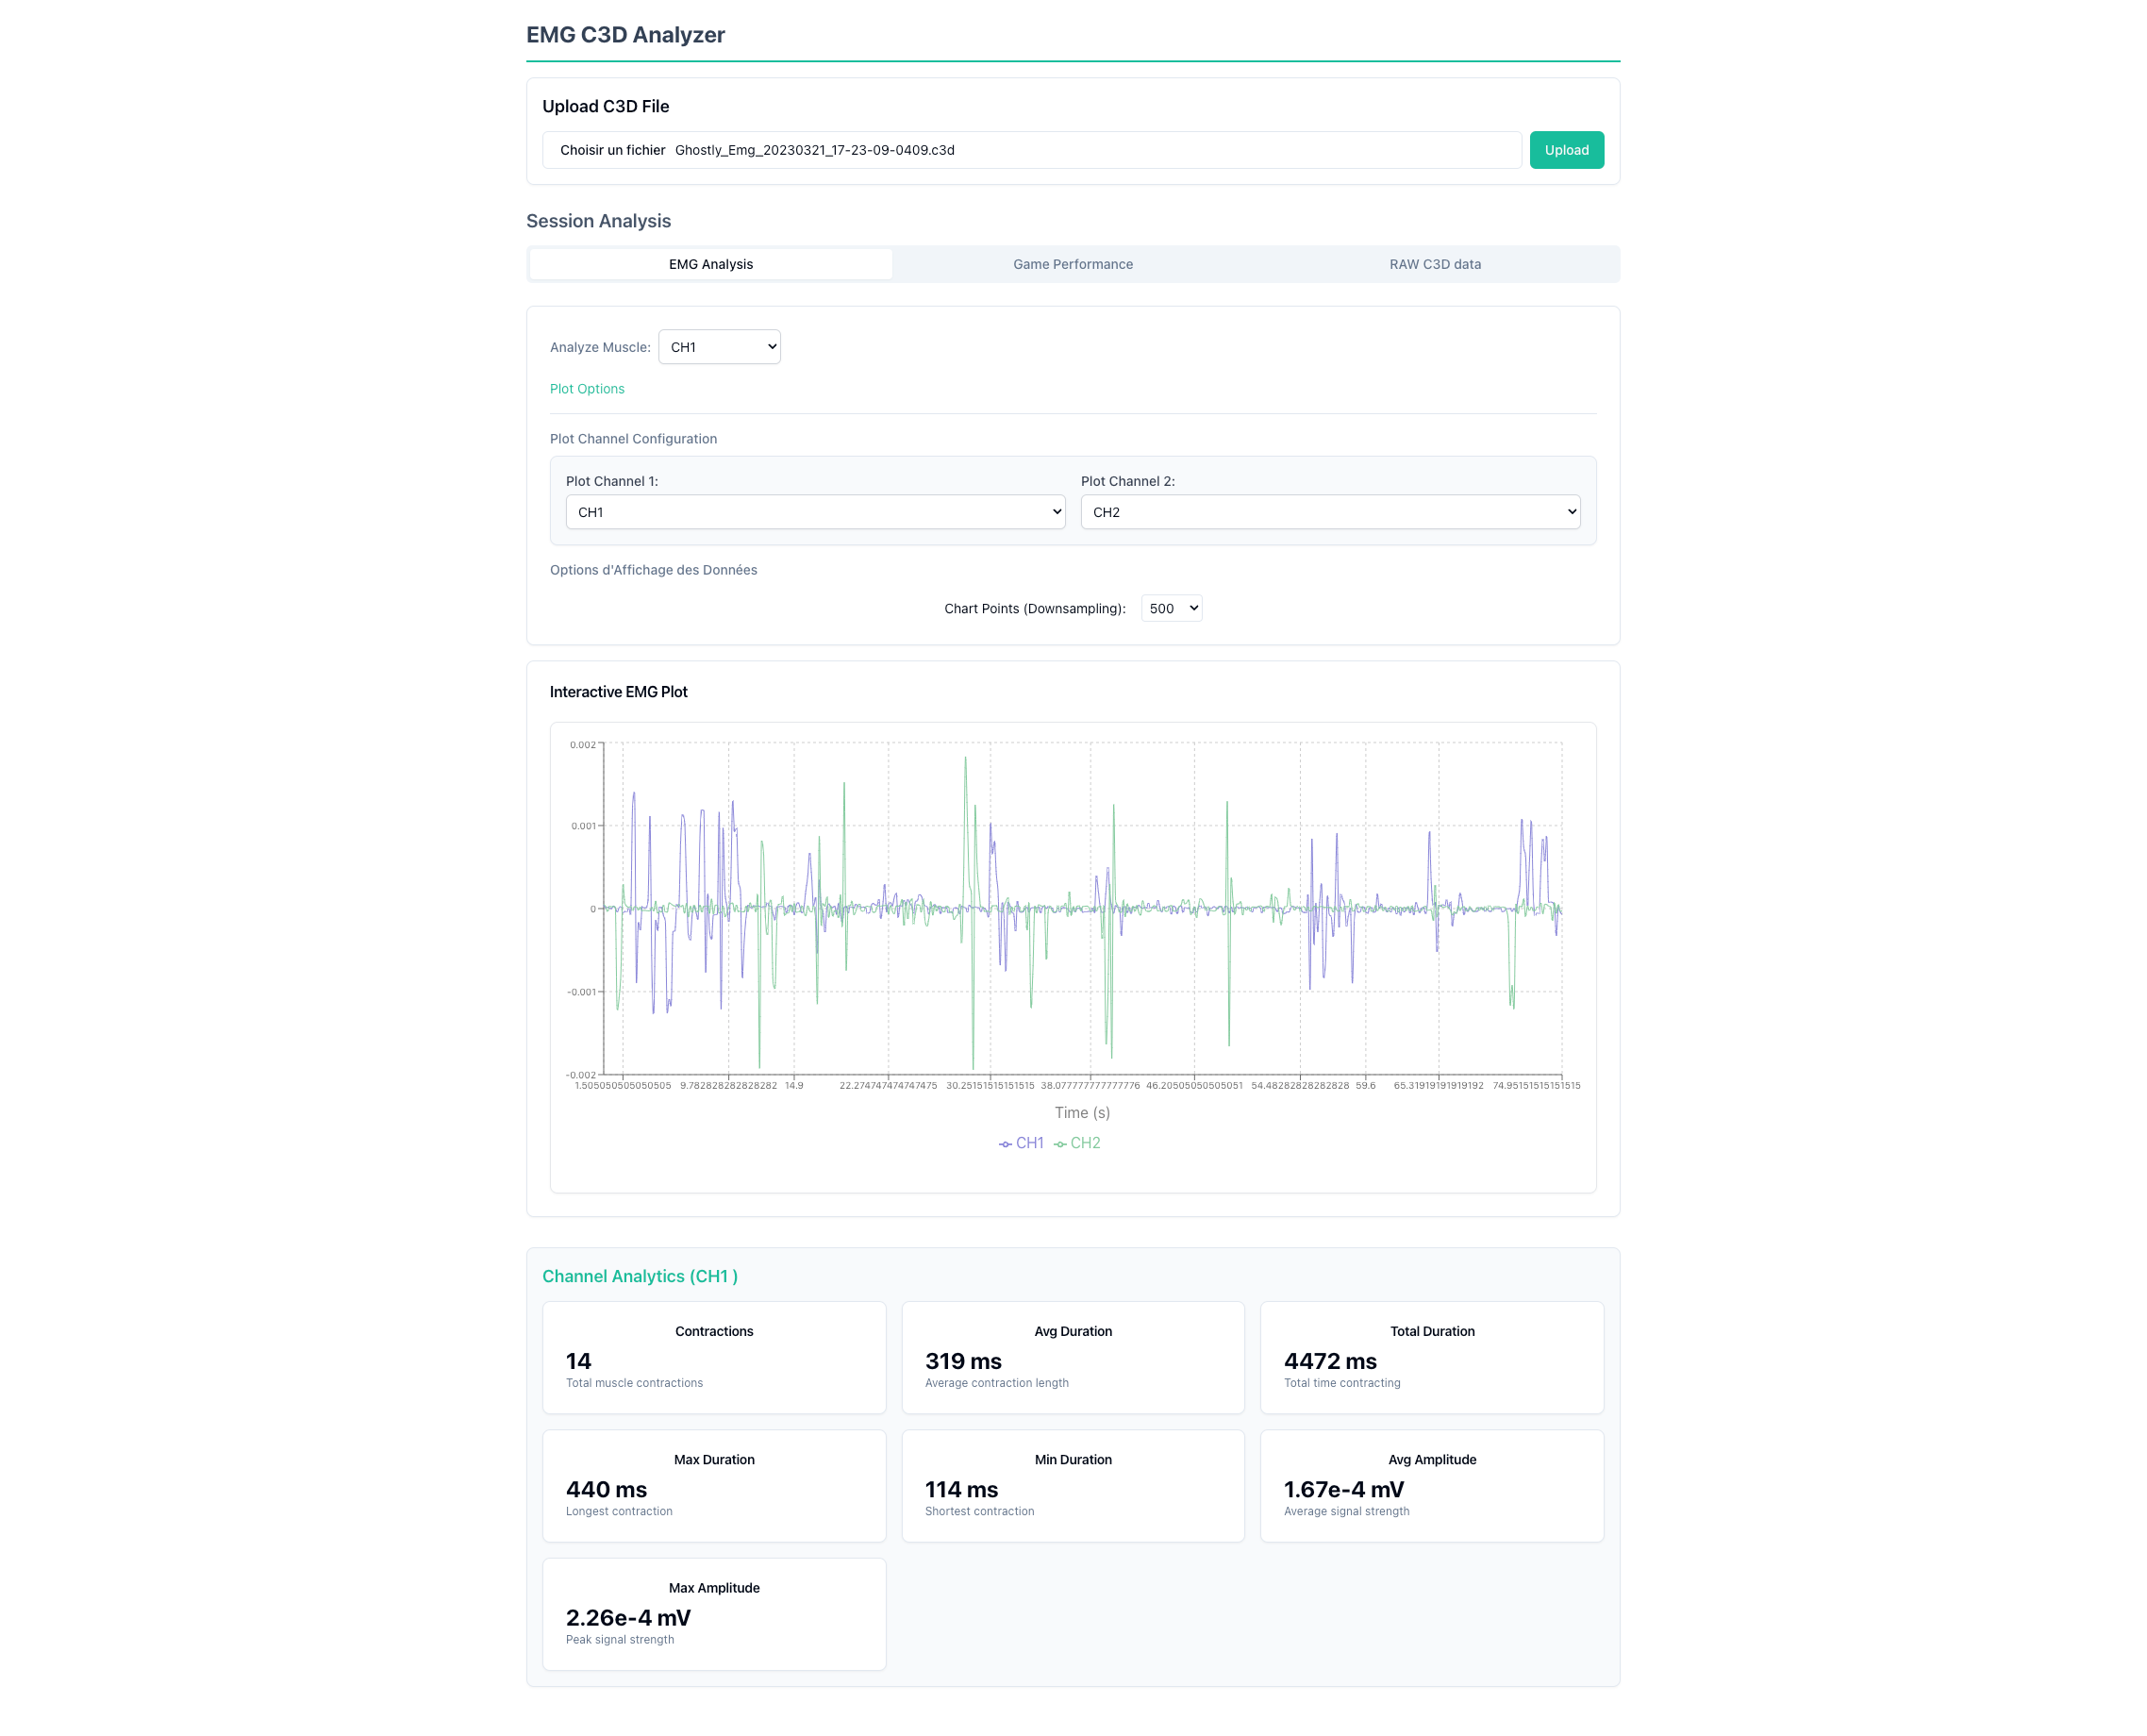 EMG C3D Analyzer
Upload C3D File
Choisir un fichier Ghostly_Emg_20230321_17-23-09-0409.c3d
Upload
Session Analysis
EMG Analysis
Game Performance
RAW C3D data
Analyze Muscle:
CH1
Plot Options
Plot Channel Configuration
Plot Channel 1:
CH1
Plot Channel 2:
CH2
Options d'Affichage des Données
Chart Points (Downsampling):
500
Interactive EMG Plot
0.002
0.001
0
-0.001
-0.002
1.505050505050505 9.782828282828282 14.9 22.274747474747475 30.251515151515515 38.077777777777776 46.20505050505051 54.48282828282828 59.6 65.3191919191919192 74.95151515151515
Time (s)
CH1 CH2
Channel Analytics (CH1 )
Contractions
14
Total muscle contractions
Avg Duration
319 ms
Average contraction length
Total Duration
4472 ms
Total time contracting
Max Duration
440 ms
Longest contraction
Min Duration
114 ms
Shortest contraction
Avg Amplitude
1.67e-4 mV
Average signal strength
Max Amplitude
2.26e-4 mV
Peak signal strength